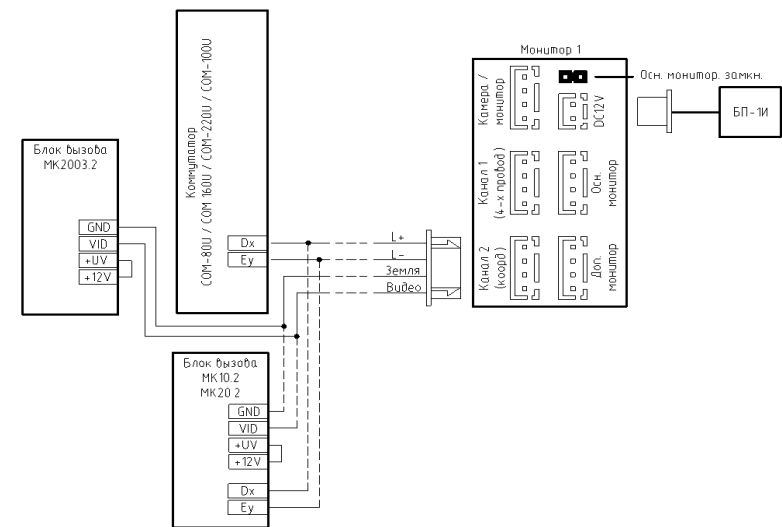 Монитор 1
Осн. монитор. замкн.
Камера /
монитор
DC12V
БП-1И
Канал 1
(4-х провод)
Осн.
монитор
Канал 2
(коорд)
Доп.
монитор
Коммутатор
COM-80U / COM 160U / COM-220U / COM-100U
Dx
Ey
L+
L-
Земля
Видео
Блок вызова
МК2003.2
GND
VID
+UV
+12V
Блок вызова
МК10.2
МК20 2
GND
VID
+UV
+12V
Dx
Ey